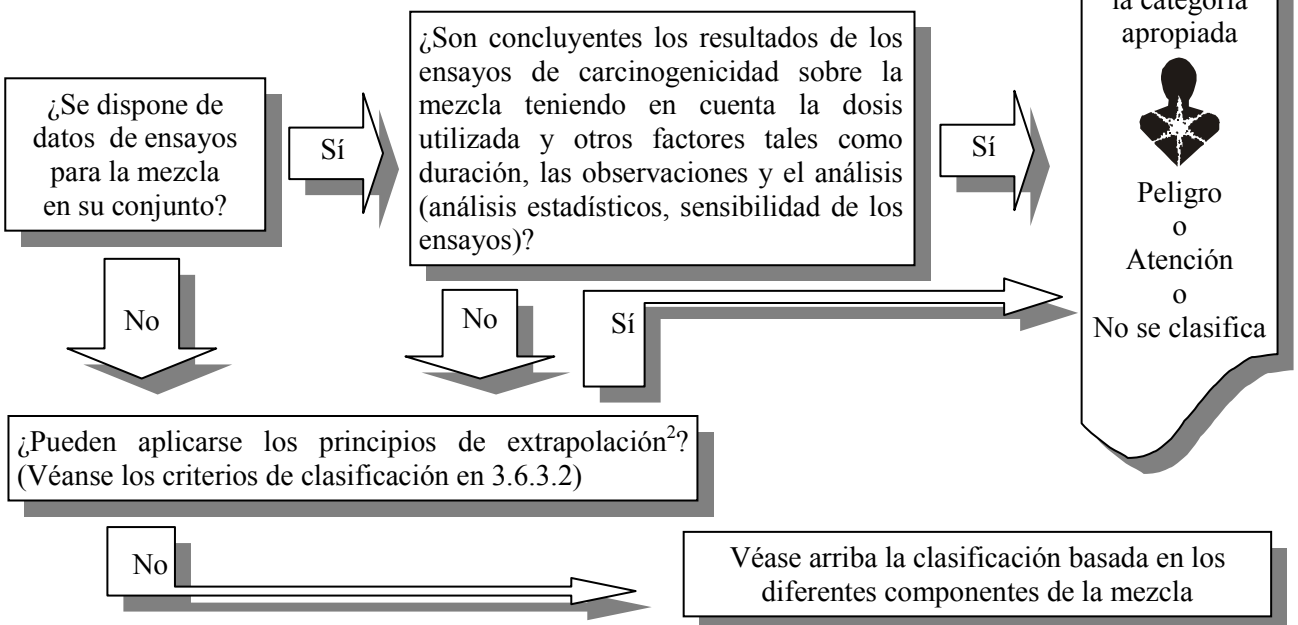 la categoría
apropiada
¿Son concluyentes los resultados de los
ensayos de carcinogenicidad sobre la
mezcla teniendo en cuenta la dosis
utilizada y otros factores tales como
duración, las observaciones y el análisis
(análisis estadísticos, sensibilidad de los
ensayos)?
¿Se dispone de
datos de ensayos
para la mezcla
en su conjunto?
Sí
Sí
Peligro
o
Atención
o
No se clasifica
No
No
Sí
¿Pueden aplicarse los principios de extrapolación²?
(Véanse los criterios de clasificación en 3.6.3.2)
No
Véase arriba la clasificación basada en los
diferentes componentes de la mezcla